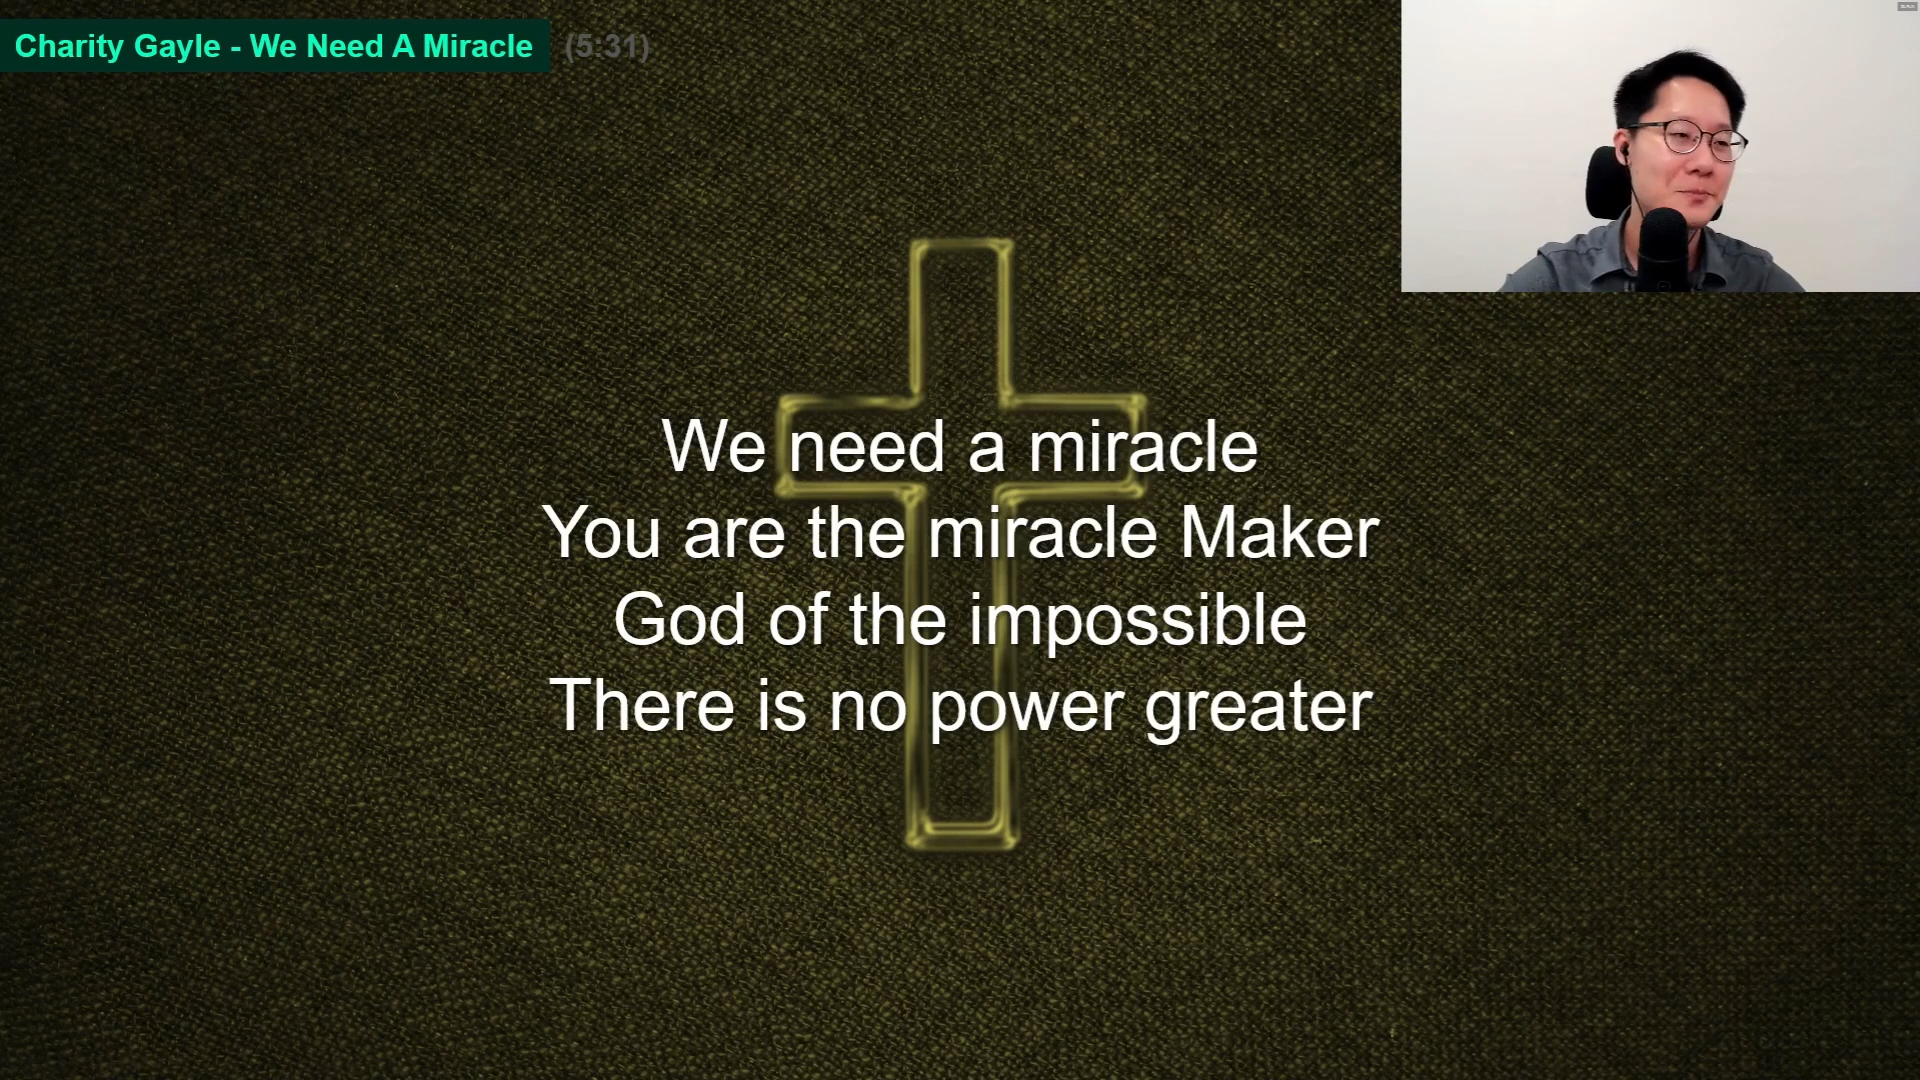 Charity Gayle - We Need A Miracle (5:31)
We need a miracle
You are the miracle Maker
God of the impossible
There is no power greater